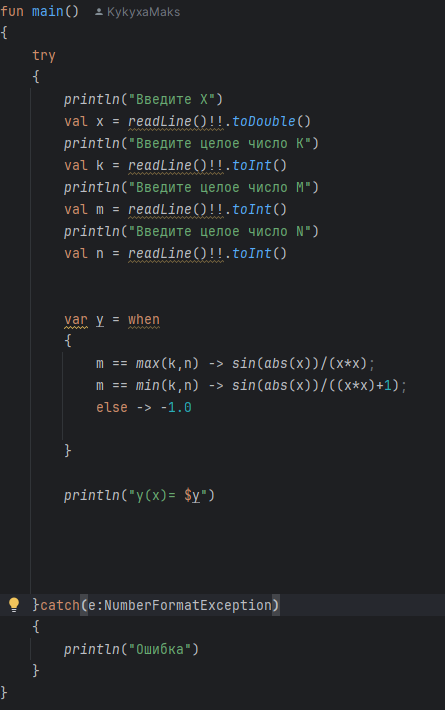 fun main() KykyxaMaks
{
try
{
println("Введите X")
val x = readLine()!!.toDouble()
println("Введите целое число K")
val k = readLine()!!.toInt()
println("Введите целое число M")
val m = readLine()!!.toInt()
println("Введите целое число N")
val n = readLine()!!.toInt()
var y = when
{
m == max(k,n) -> sin(abs(x))/(x*x);
m == min(k,n) -> sin(abs(x))/((x*x)+1);
else -> -1.0
}
println("y(x)= $y")
}catch(e:NumberFormatException)
{
println("Ошибка")
}
}